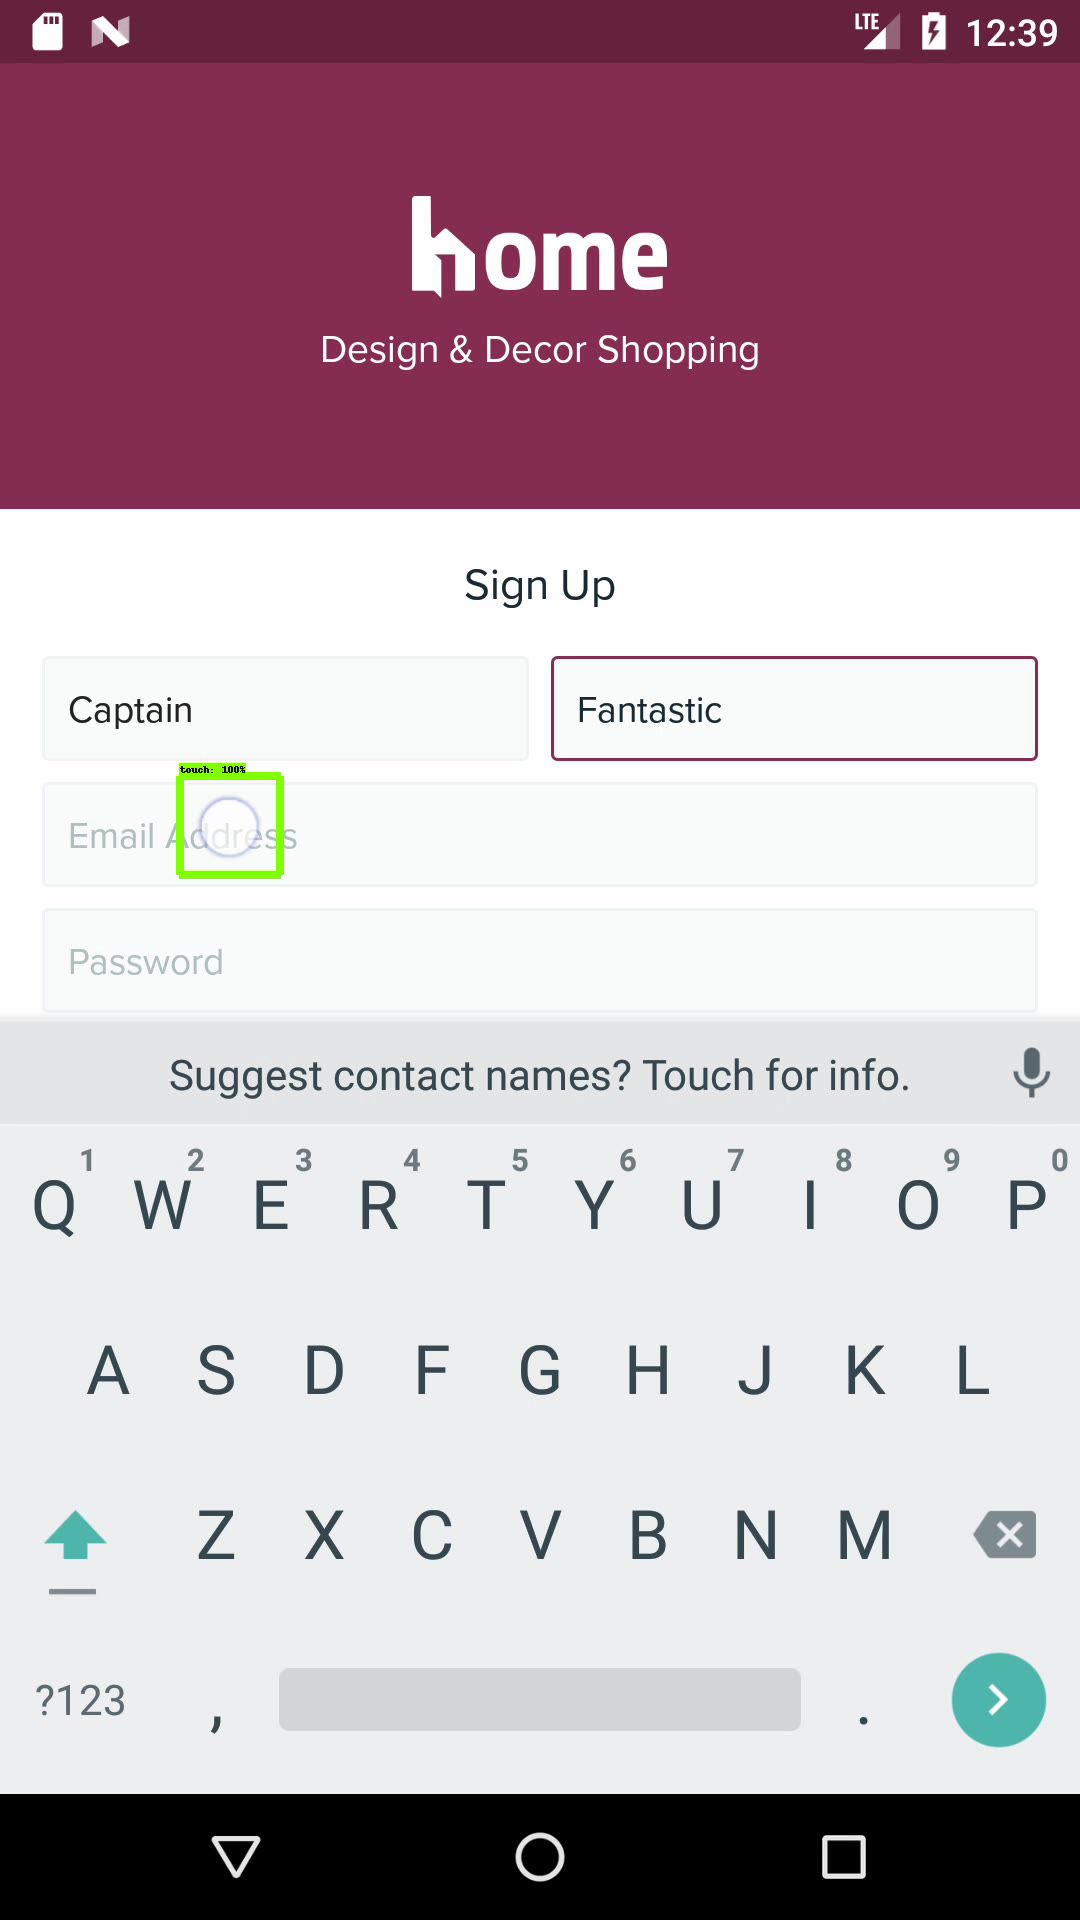 LTE 12:39
home
Design & Decor Shopping
Sign Up
Captain Fantastic
touch: 100%
Email Address
Password
Suggest contact names? Touch for info.
1 2 3 4 5 6 7 8 9 0
Q W E R T Y U I O P
A S D F G H J K L
Z X C V B N M
?123 , .